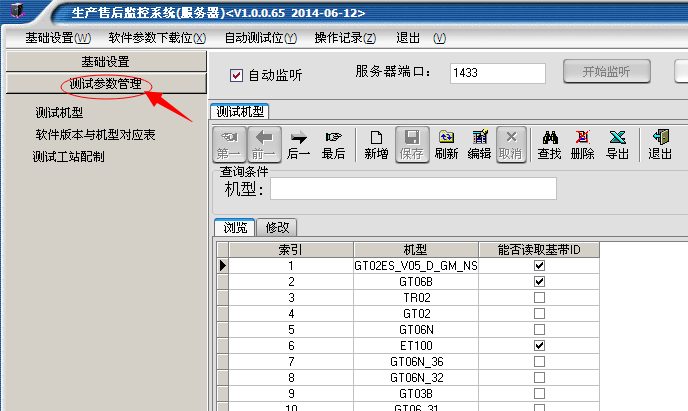 生产售后监控系统(服务器)<V1.0.0.65 2014-06-12>
基础设置(W) 软件参数下载位(X) 自动测试位(Y) 操作记录(Z) 退出 (V)
基础设置
测试参数管理
测试机型
软件版本与机型对应表
测试工站配制
自动监听 服务器端口: 1433 开始监听
测试机型
第一 前一 后一 最后 新增 保存 刷新 编辑 取消 查找 删除 导出 退出
查询条件
机型:
浏览 修改
索引 机型 能否读取基带ID
1 GT02ES_V05_D_GM_NS
2 GT06B
3 TR02
4 GT02
5 GT06N
6 ET100
7 GT06N_36
8 GT06N_32
9 GT03B
10 GT06_31